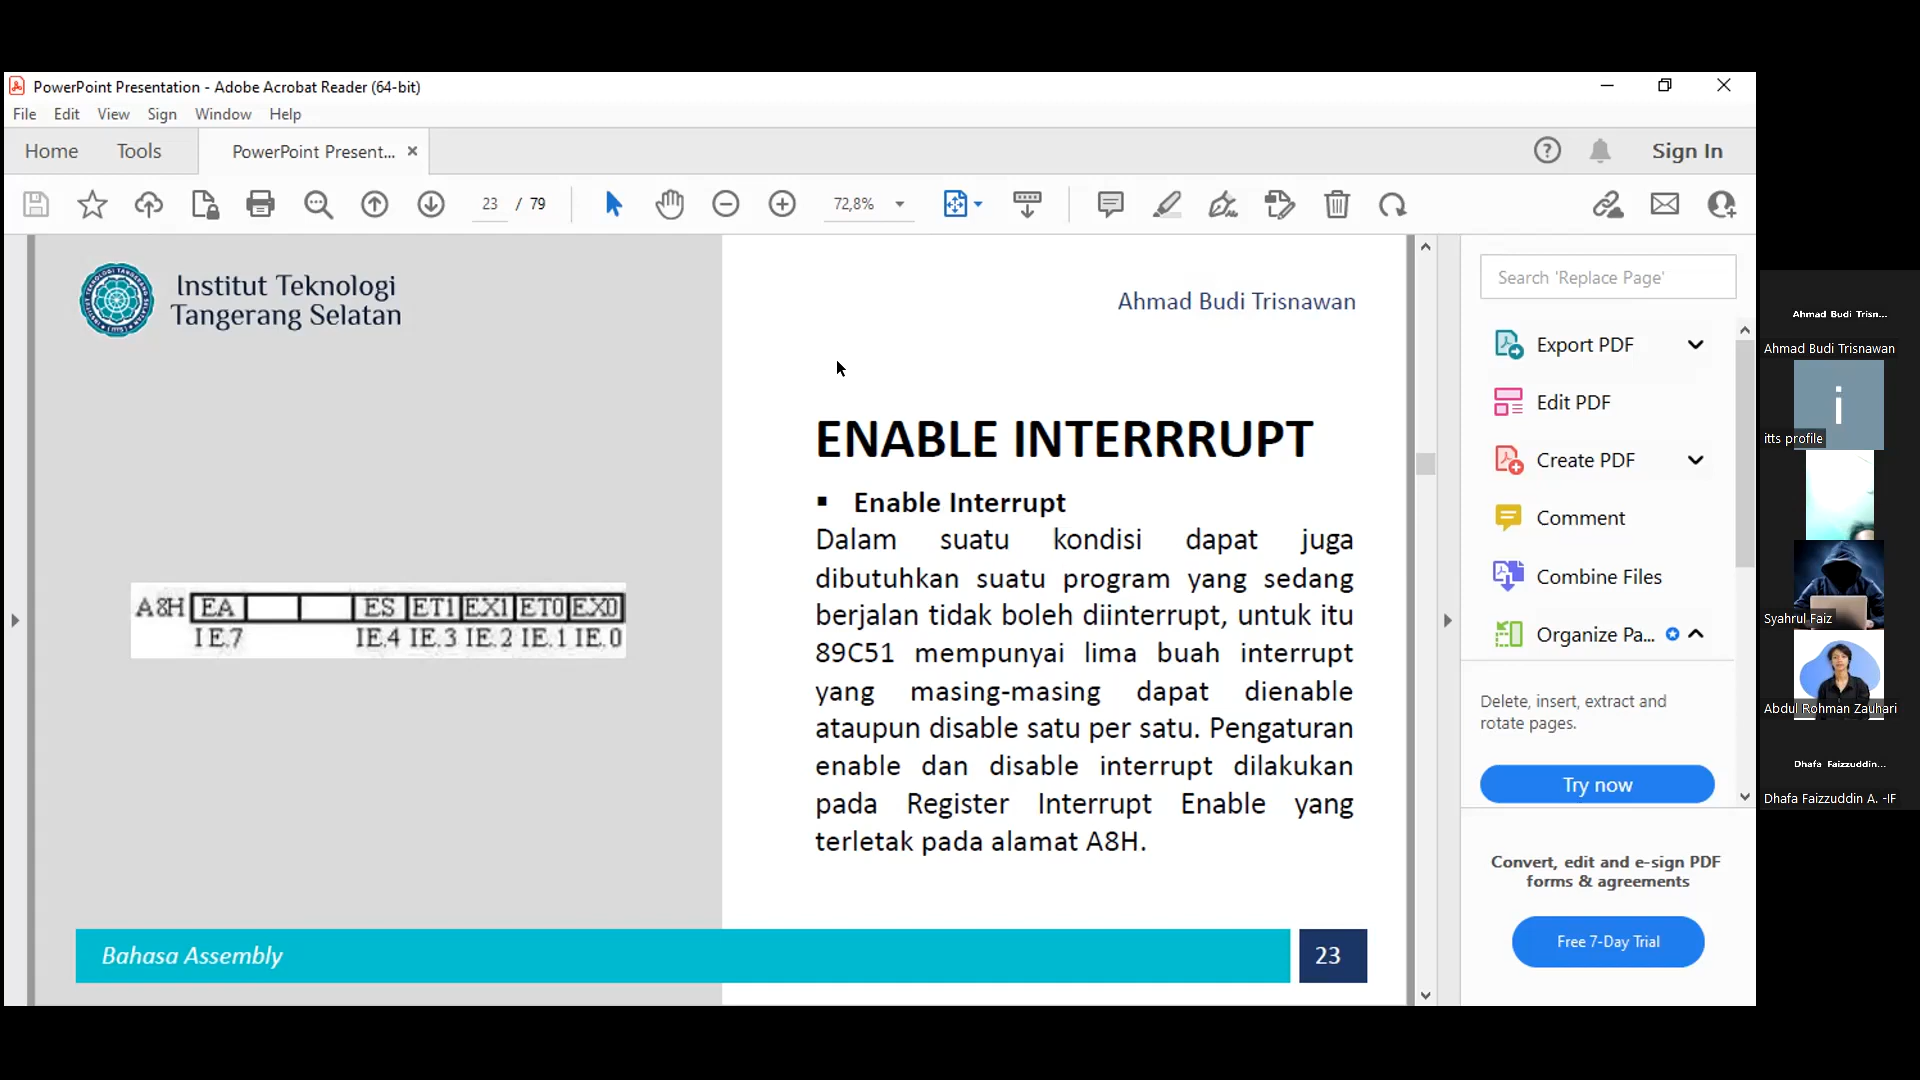 PowerPoint Presentation - Adobe Acrobat Reader (64-bit)
File Edit View Sign Window Help
Home Tools PowerPoint Present... Sign In
23 / 79 72,8%
Institut Teknologi
Tangerang Selatan
Ahmad Budi Trisnawan
ENABLE INTERRRUPT
▪ Enable Interrupt
Dalam suatu kondisi dapat juga
dibutuhkan suatu program yang sedang
berjalan tidak boleh diinterrupt, untuk itu
89C51 mempunyai lima buah interrupt
yang masing-masing dapat dienable
ataupun disable satu per satu. Pengaturan
enable dan disable interrupt dilakukan
pada Register Interrupt Enable yang
terletak pada alamat A8H.
A8H EA ES ET1 EX1 ET0 EX0
IE.7 IE.4 IE.3 IE.2 IE.1 IE.0
Bahasa Assembly
23
Search 'Replace Page'
Export PDF
Edit PDF
Create PDF
Comment
Combine Files
Organize Pa...
Delete, insert, extract and
rotate pages.
Try now
Convert, edit and e-sign PDF
forms & agreements
Free 7-Day Trial
Ahmad Budi Trisn...
Ahmad Budi Trisnawan
i
itts profile
Syahrul Faiz
Abdul Rohman Zauhari
Dhafa Faizzuddin...
Dhafa Faizzuddin A. -IF